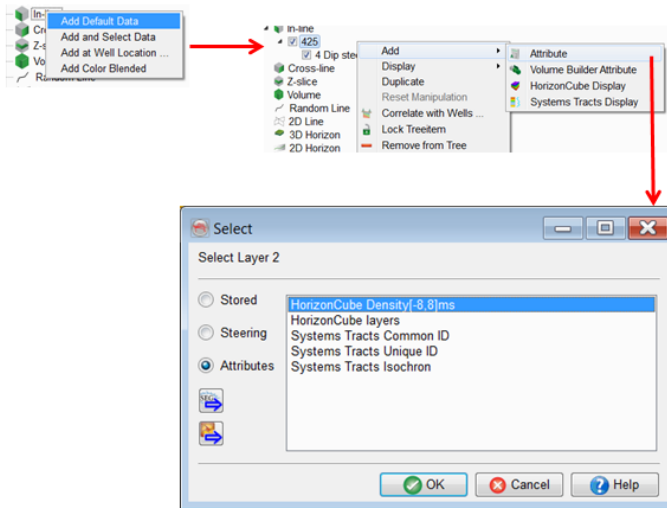 In-
Add Default Data
Cr
Add and Select Data
Z-s
Add at Well Location ...
Vo
Add Color Blended
Random Line
In-line
425
4 Dip stee
Cross-line
Z-slice
Volume
Random Line
2D Line
3D Horizon
2D Horizon
Add
Display
Duplicate
Reset Manipulation
Correlate with Wells ...
Lock Treeitem
Remove from Tree
Attribute
Volume Builder Attribute
HorizonCube Display
Systems Tracts Display
Select
Select Layer 2
Stored
Steering
Attributes
HorizonCube Density[-8,8]ms
HorizonCube layers
Systems Tracts Common ID
Systems Tracts Unique ID
Systems Tracts Isochron
SEGY
OK
Cancel
Help